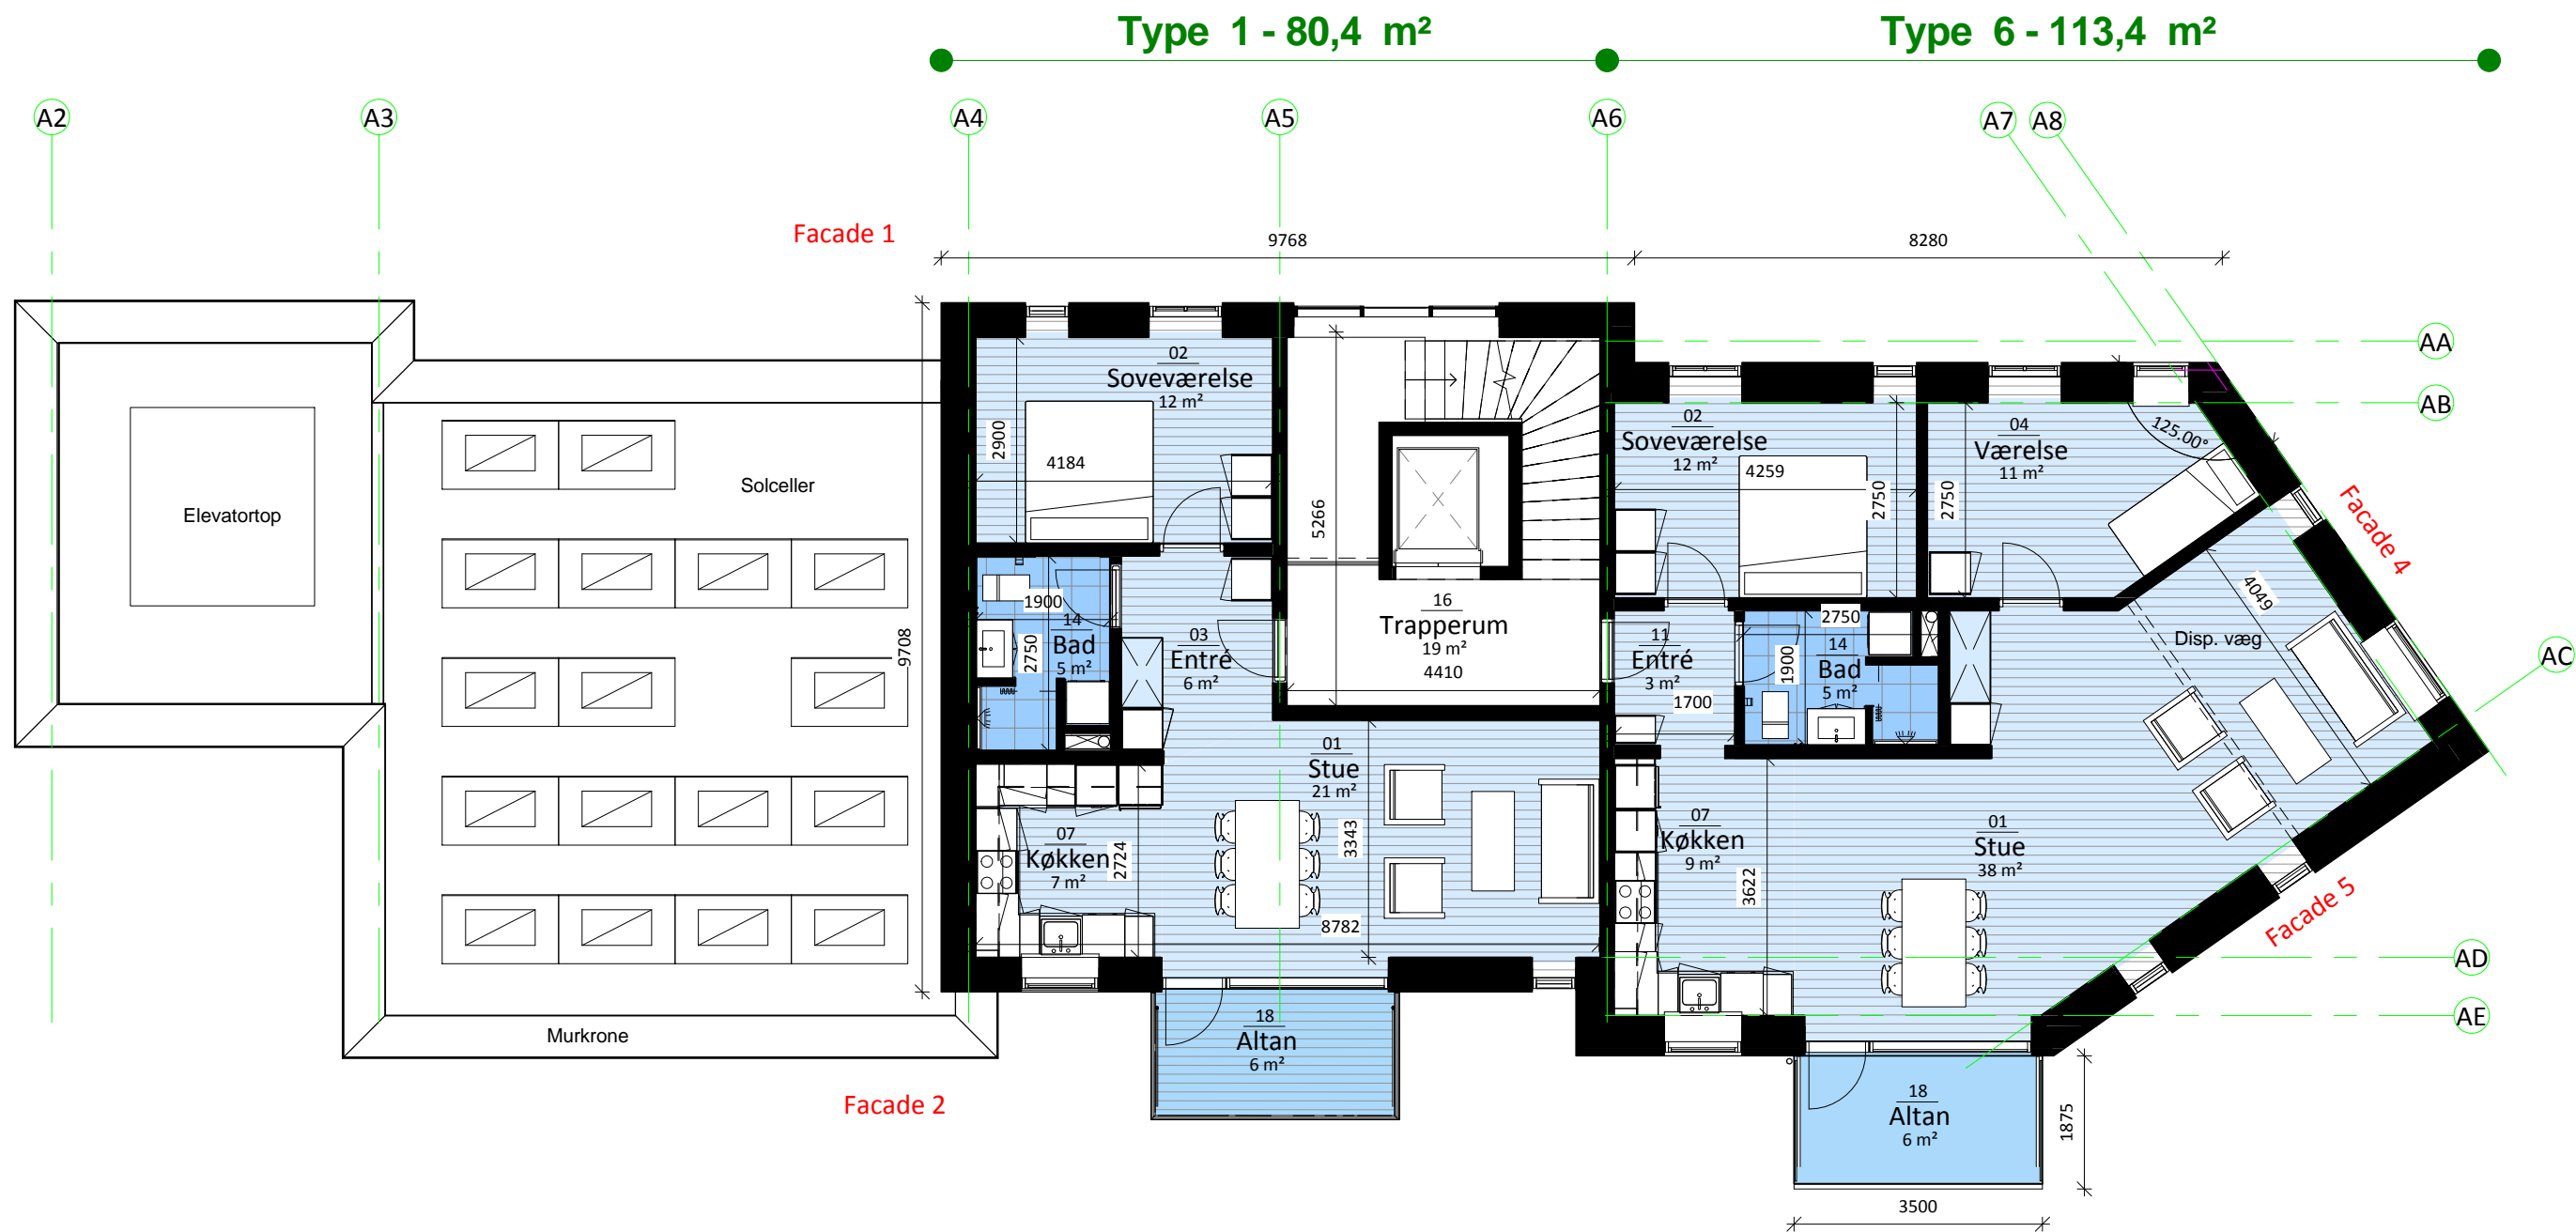 Type 1 - 80,4 m²
Type 6 - 113,4 m²
A2
A3
A4
A5
A6
A7
A8
Facade 1
9768
8280
AA
AB
AC
AD
AE
Elevatortop
Solceller
Murkrone
9708
02
Soveværelse
12 m²
2900
4184
5266
16
Trapperum
19 m²
4410
1900
14
Bad
5 m²
2750
03
Entré
6 m²
01
Stue
21 m²
07
Køkken
7 m²
2724
3343
8782
18
Altan
6 m²
Facade 2
02
Soveværelse
12 m²
4259
2750
04
Værelse
11 m²
2750
125.00°
Facade 4
4049
Disp. væg
11
Entré
3 m²
1700
2750
14
Bad
5 m²
1900
07
Køkken
9 m²
3622
01
Stue
38 m²
Facade 5
18
Altan
6 m²
1875
3500